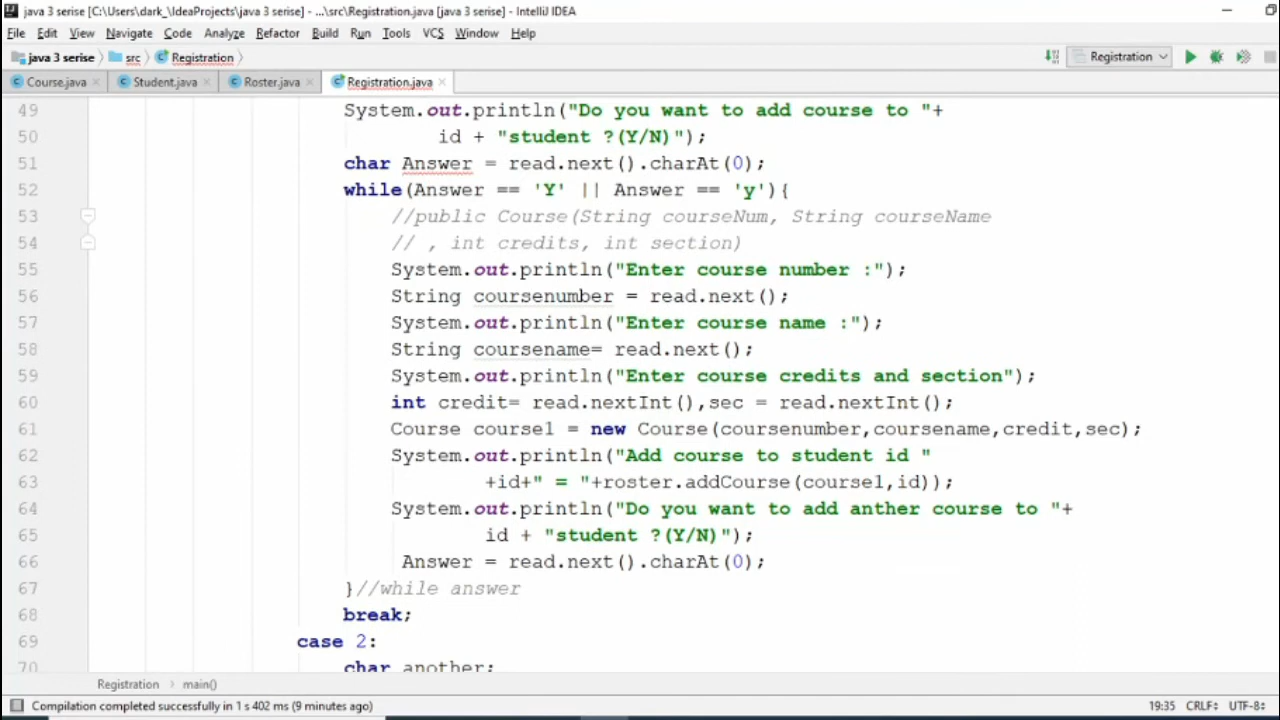 java 3 serise [C:\Users\dark_\IdeaProjects\java 3 serise] - ...\src\Registration.java [java 3 serise] - IntelliJ IDEA
File Edit View Navigate Code Analyze Refactor Build Run Tools VCS Window Help
java 3 serise src Registration Registration
Course.java Student.java Roster.java Registration.java
49 System.out.println("Do you want to add course to "+
50 id + "student ?(Y/N)");
51 char Answer = read.next().charAt(0);
52 while(Answer == 'Y' || Answer == 'y'){
53 //public Course(String courseNum, String courseName
54 // , int credits, int section)
55 System.out.println("Enter course number :");
56 String coursenumber = read.next();
57 System.out.println("Enter course name :");
58 String coursename= read.next();
59 System.out.println("Enter course credits and section");
60 int credit= read.nextInt(),sec = read.nextInt();
61 Course course1 = new Course(coursenumber,coursename,credit,sec);
62 System.out.println("Add course to student id "
63 +id+" = "+roster.addCourse(course1,id));
64 System.out.println("Do you want to add anther course to "+
65 id + "student ?(Y/N)");
66 Answer = read.next().charAt(0);
67 }//while answer
68 break;
69 case 2:
70 char another;
Registration main()
Compilation completed successfully in 1 s 402 ms (9 minutes ago) 19:35 CRLF UTF-8